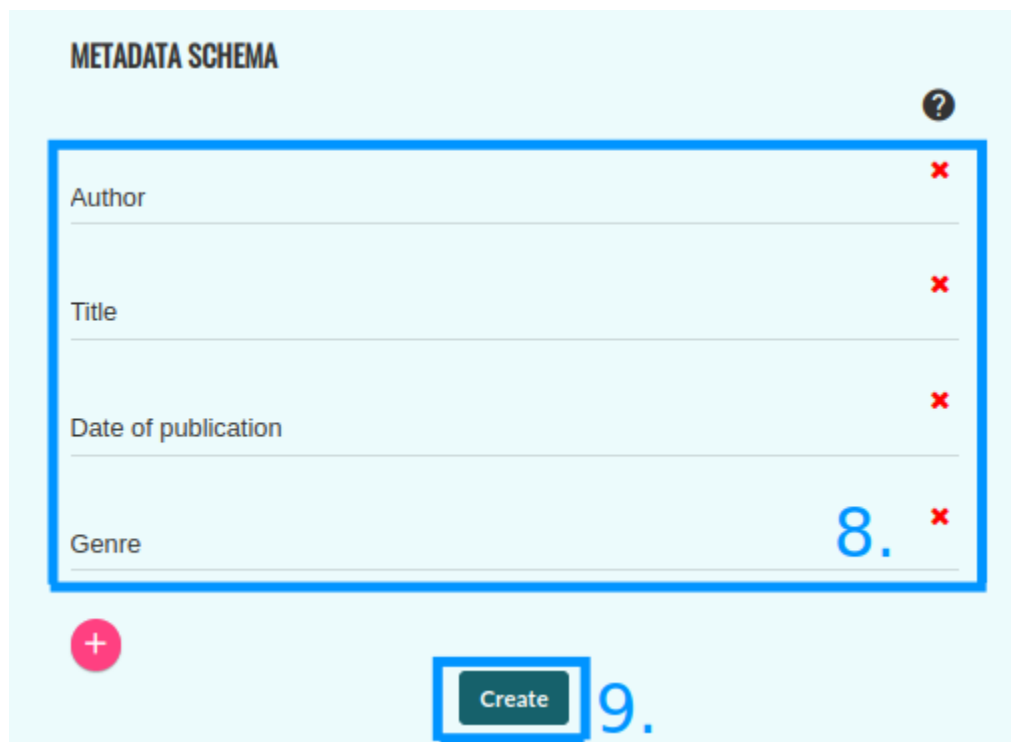 METADATA SCHEMA
?
Author
Title
Date of publication
Genre
8.
+
Create
9.